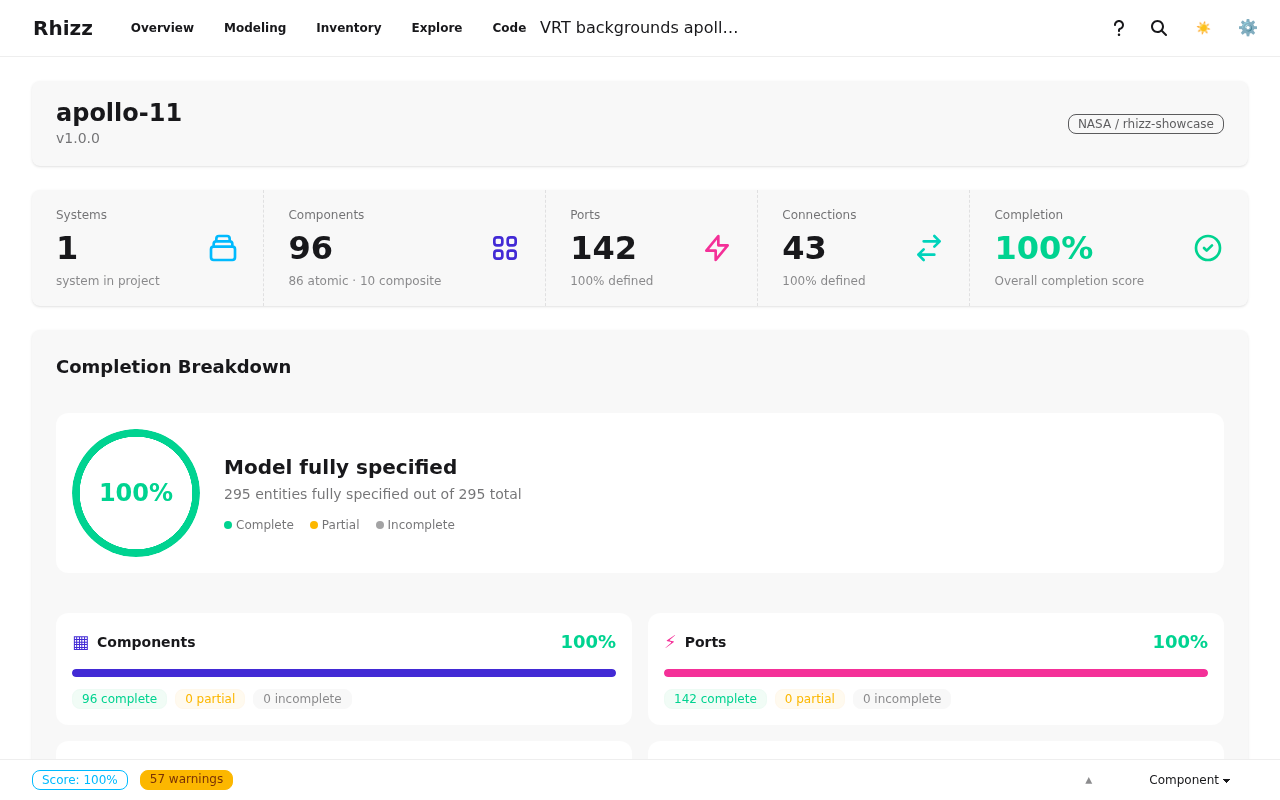 Rhizz Overview Modeling Inventory Explore Code VRT backgrounds apoll...
apollo-11
v1.0.0
NASA / rhizz-showcase
Systems
1
system in project
Components
96
86 atomic · 10 composite
Ports
142
100% defined
Connections
43
100% defined
Completion
100%
Overall completion score
Completion Breakdown
100%
Model fully specified
295 entities fully specified out of 295 total
Complete Partial Incomplete
Components 100%
96 complete 0 partial 0 incomplete
Ports 100%
142 complete 0 partial 0 incomplete
Score: 100% 57 warnings Component